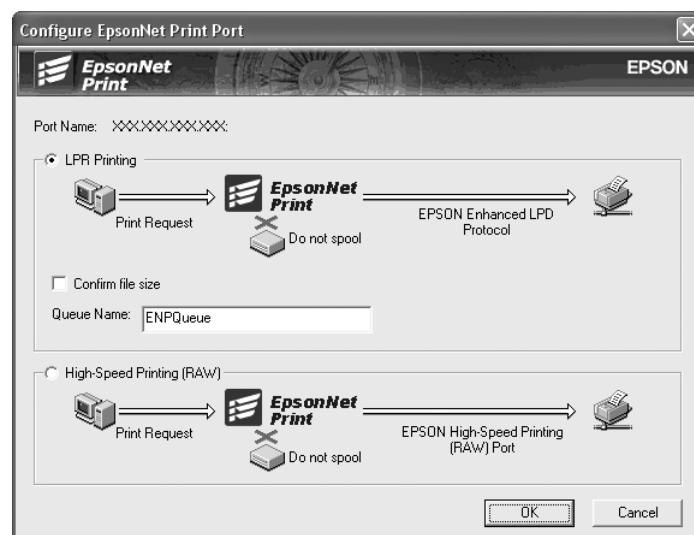 Configure EpsonNet Print Port
EpsonNet
Print
EPSON
Port Name: XXX.XXX.XXX.XXX:
LPR Printing
Print Request
EpsonNet
Print
Do not spool
EPSON Enhanced LPD
Protocol
Confirm file size
Queue Name: ENPQueue
High-Speed Printing (RAW)
Print Request
EpsonNet
Print
Do not spool
EPSON High-Speed Printing
(RAW) Port
OK
Cancel